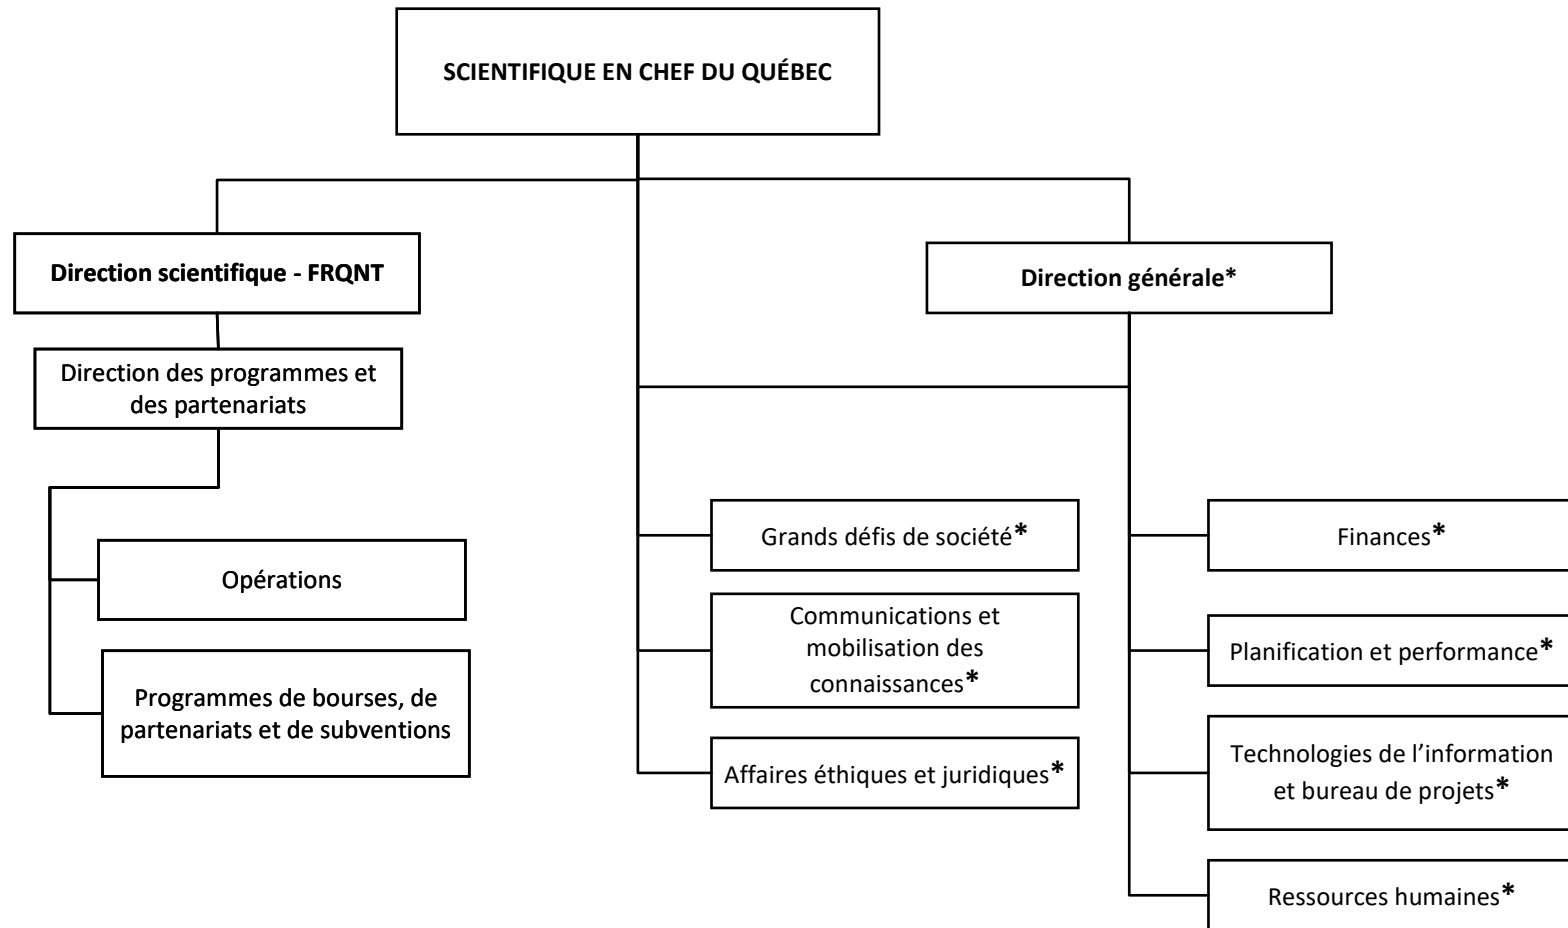 SCIENTIFIQUE EN CHEF DU QUÉBEC
Direction scientifique - FRQNT
Direction générale*
Direction des programmes et
des partenariats
Opérations
Programmes de bourses, de
partenariats et de subventions
Grands défis de société*
Communications et
mobilisation des
connaissances*
Affaires éthiques et juridiques*
Finances*
Planification et performance*
Technologies de l’information
et bureau de projets*
Ressources humaines*